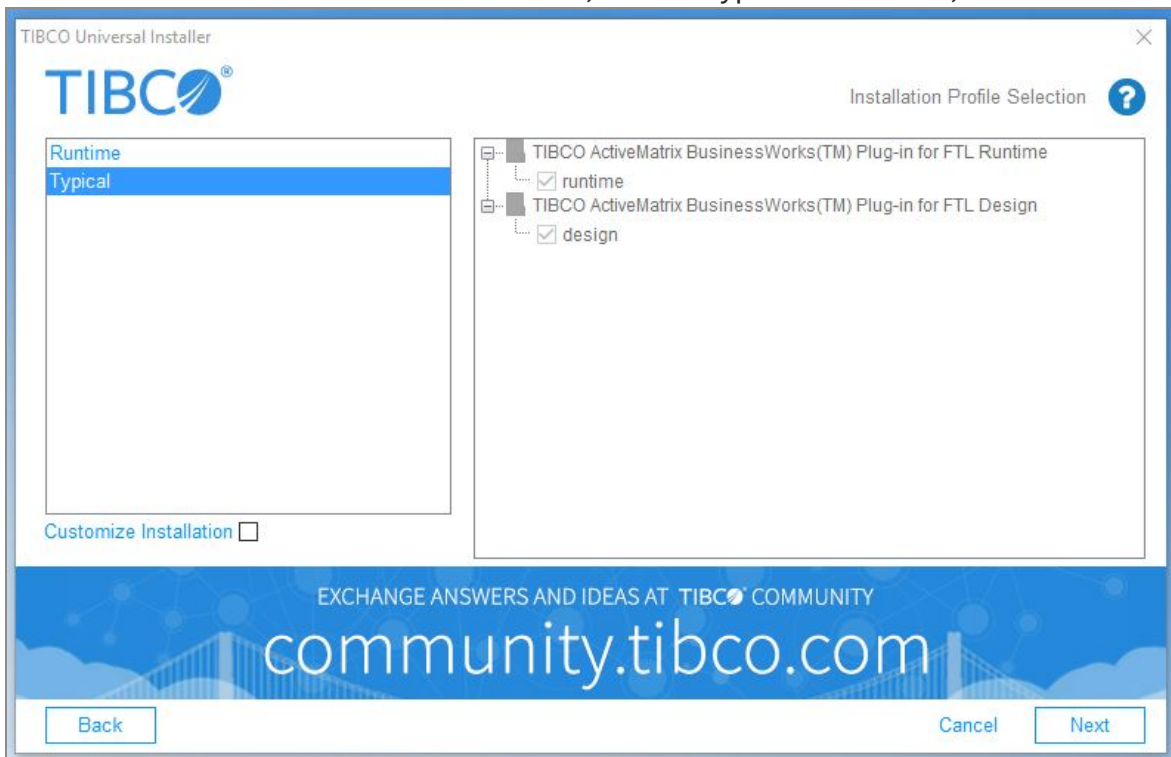 TIBCO Universal Installer
TIBCO®
Installation Profile Selection ?
Runtime
Typical
TIBCO ActiveMatrix BusinessWorks(TM) Plug-in for FTL Runtime
runtime
TIBCO ActiveMatrix BusinessWorks(TM) Plug-in for FTL Design
design
Customize Installation
EXCHANGE ANSWERS AND IDEAS AT TIBCO® COMMUNITY
community.tibco.com
Back
Cancel
Next